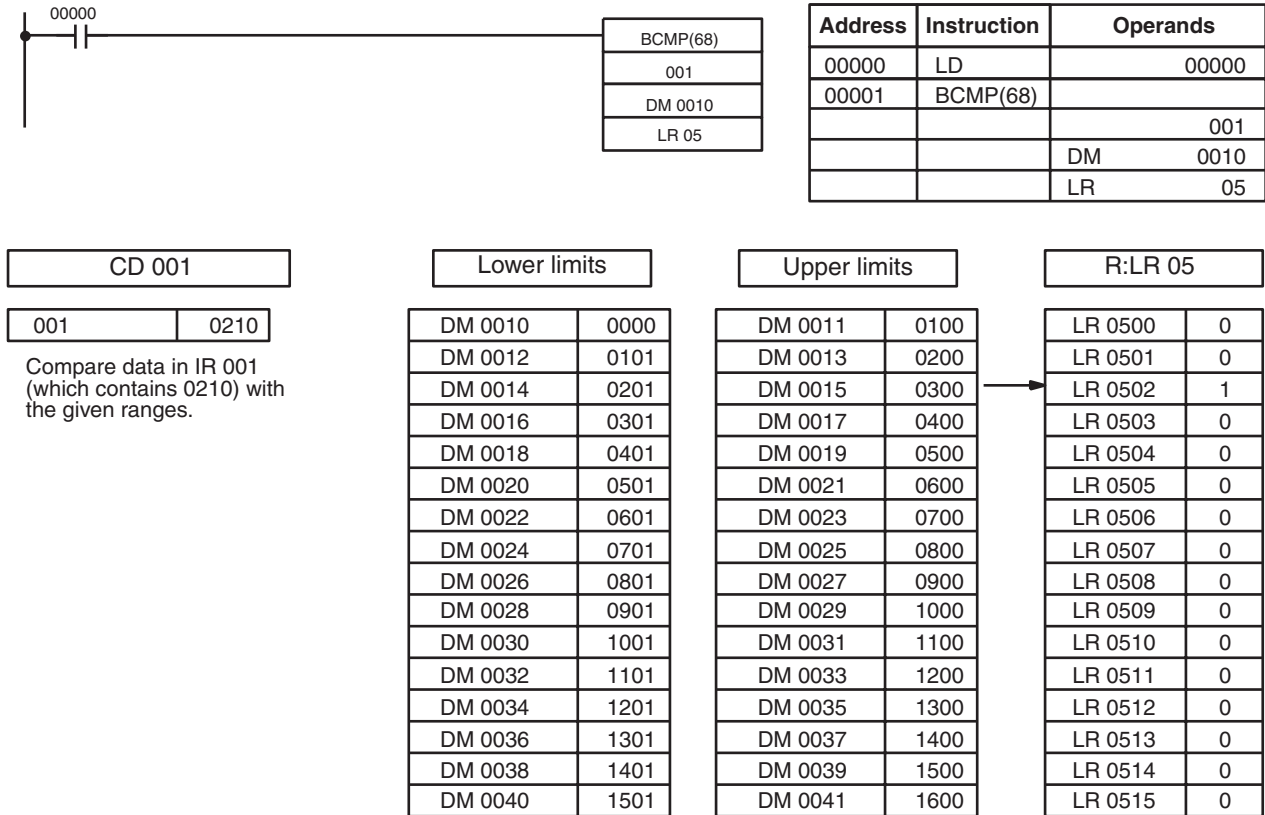 00000
BCMP(68)
001
DM 0010
LR 05
Address Instruction Operands
00000 LD 00000
00001 BCMP(68)
001
DM 0010
LR 05
CD 001
001 0210
Compare data in IR 001
(which contains 0210) with
the given ranges.
Lower limits Upper limits R:LR 05
DM 0010 0000 DM 0011 0100 LR 0500 0
DM 0012 0101 DM 0013 0200 LR 0501 0
DM 0014 0201 DM 0015 0300 LR 0502 1
DM 0016 0301 DM 0017 0400 LR 0503 0
DM 0018 0401 DM 0019 0500 LR 0504 0
DM 0020 0501 DM 0021 0600 LR 0505 0
DM 0022 0601 DM 0023 0700 LR 0506 0
DM 0024 0701 DM 0025 0800 LR 0507 0
DM 0026 0801 DM 0027 0900 LR 0508 0
DM 0028 0901 DM 0029 1000 LR 0509 0
DM 0030 1001 DM 0031 1100 LR 0510 0
DM 0032 1101 DM 0033 1200 LR 0511 0
DM 0034 1201 DM 0035 1300 LR 0512 0
DM 0036 1301 DM 0037 1400 LR 0513 0
DM 0038 1401 DM 0039 1500 LR 0514 0
DM 0040 1501 DM 0041 1600 LR 0515 0